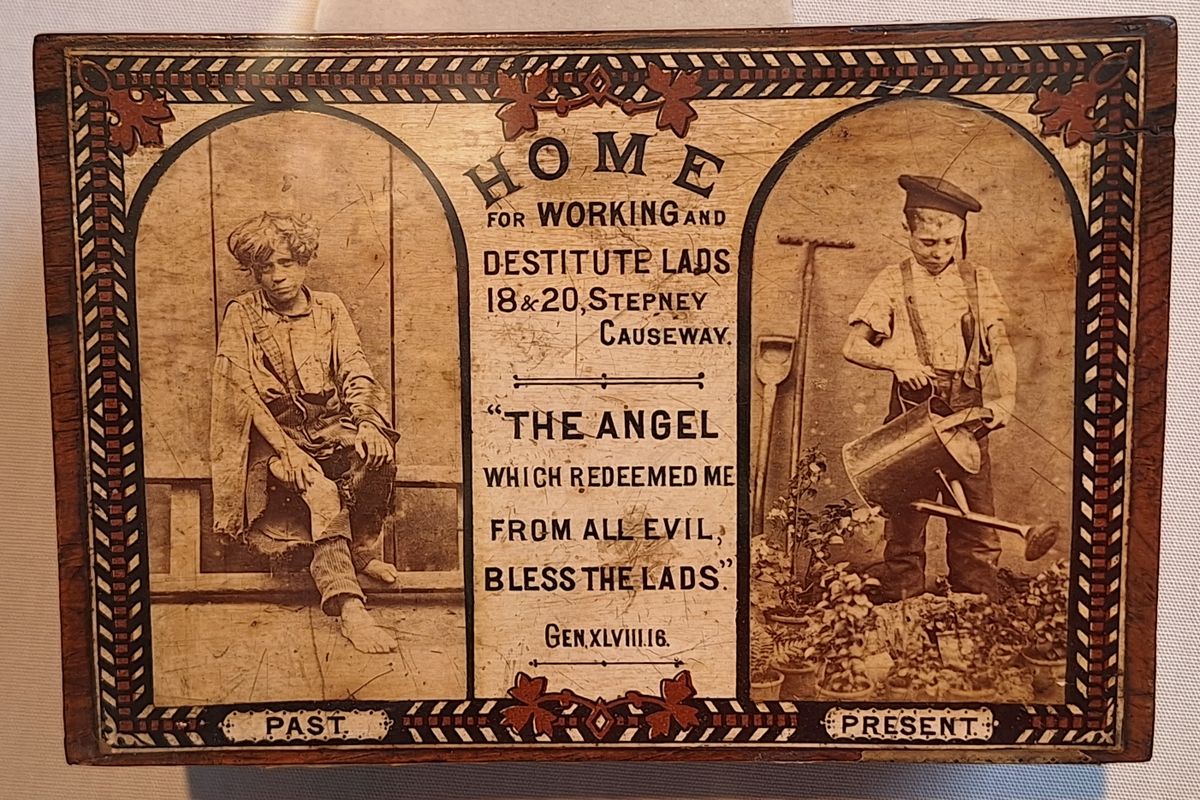 HOME
FOR WORKING AND
DESTITUTE LADS
18 & 20, STEPNEY
CAUSEWAY.
"THE ANGEL
WHICH REDEEMED ME
FROM ALL EVIL,
BLESS THE LADS."
GEN. XLVIII.16.
PAST.
PRESENT.